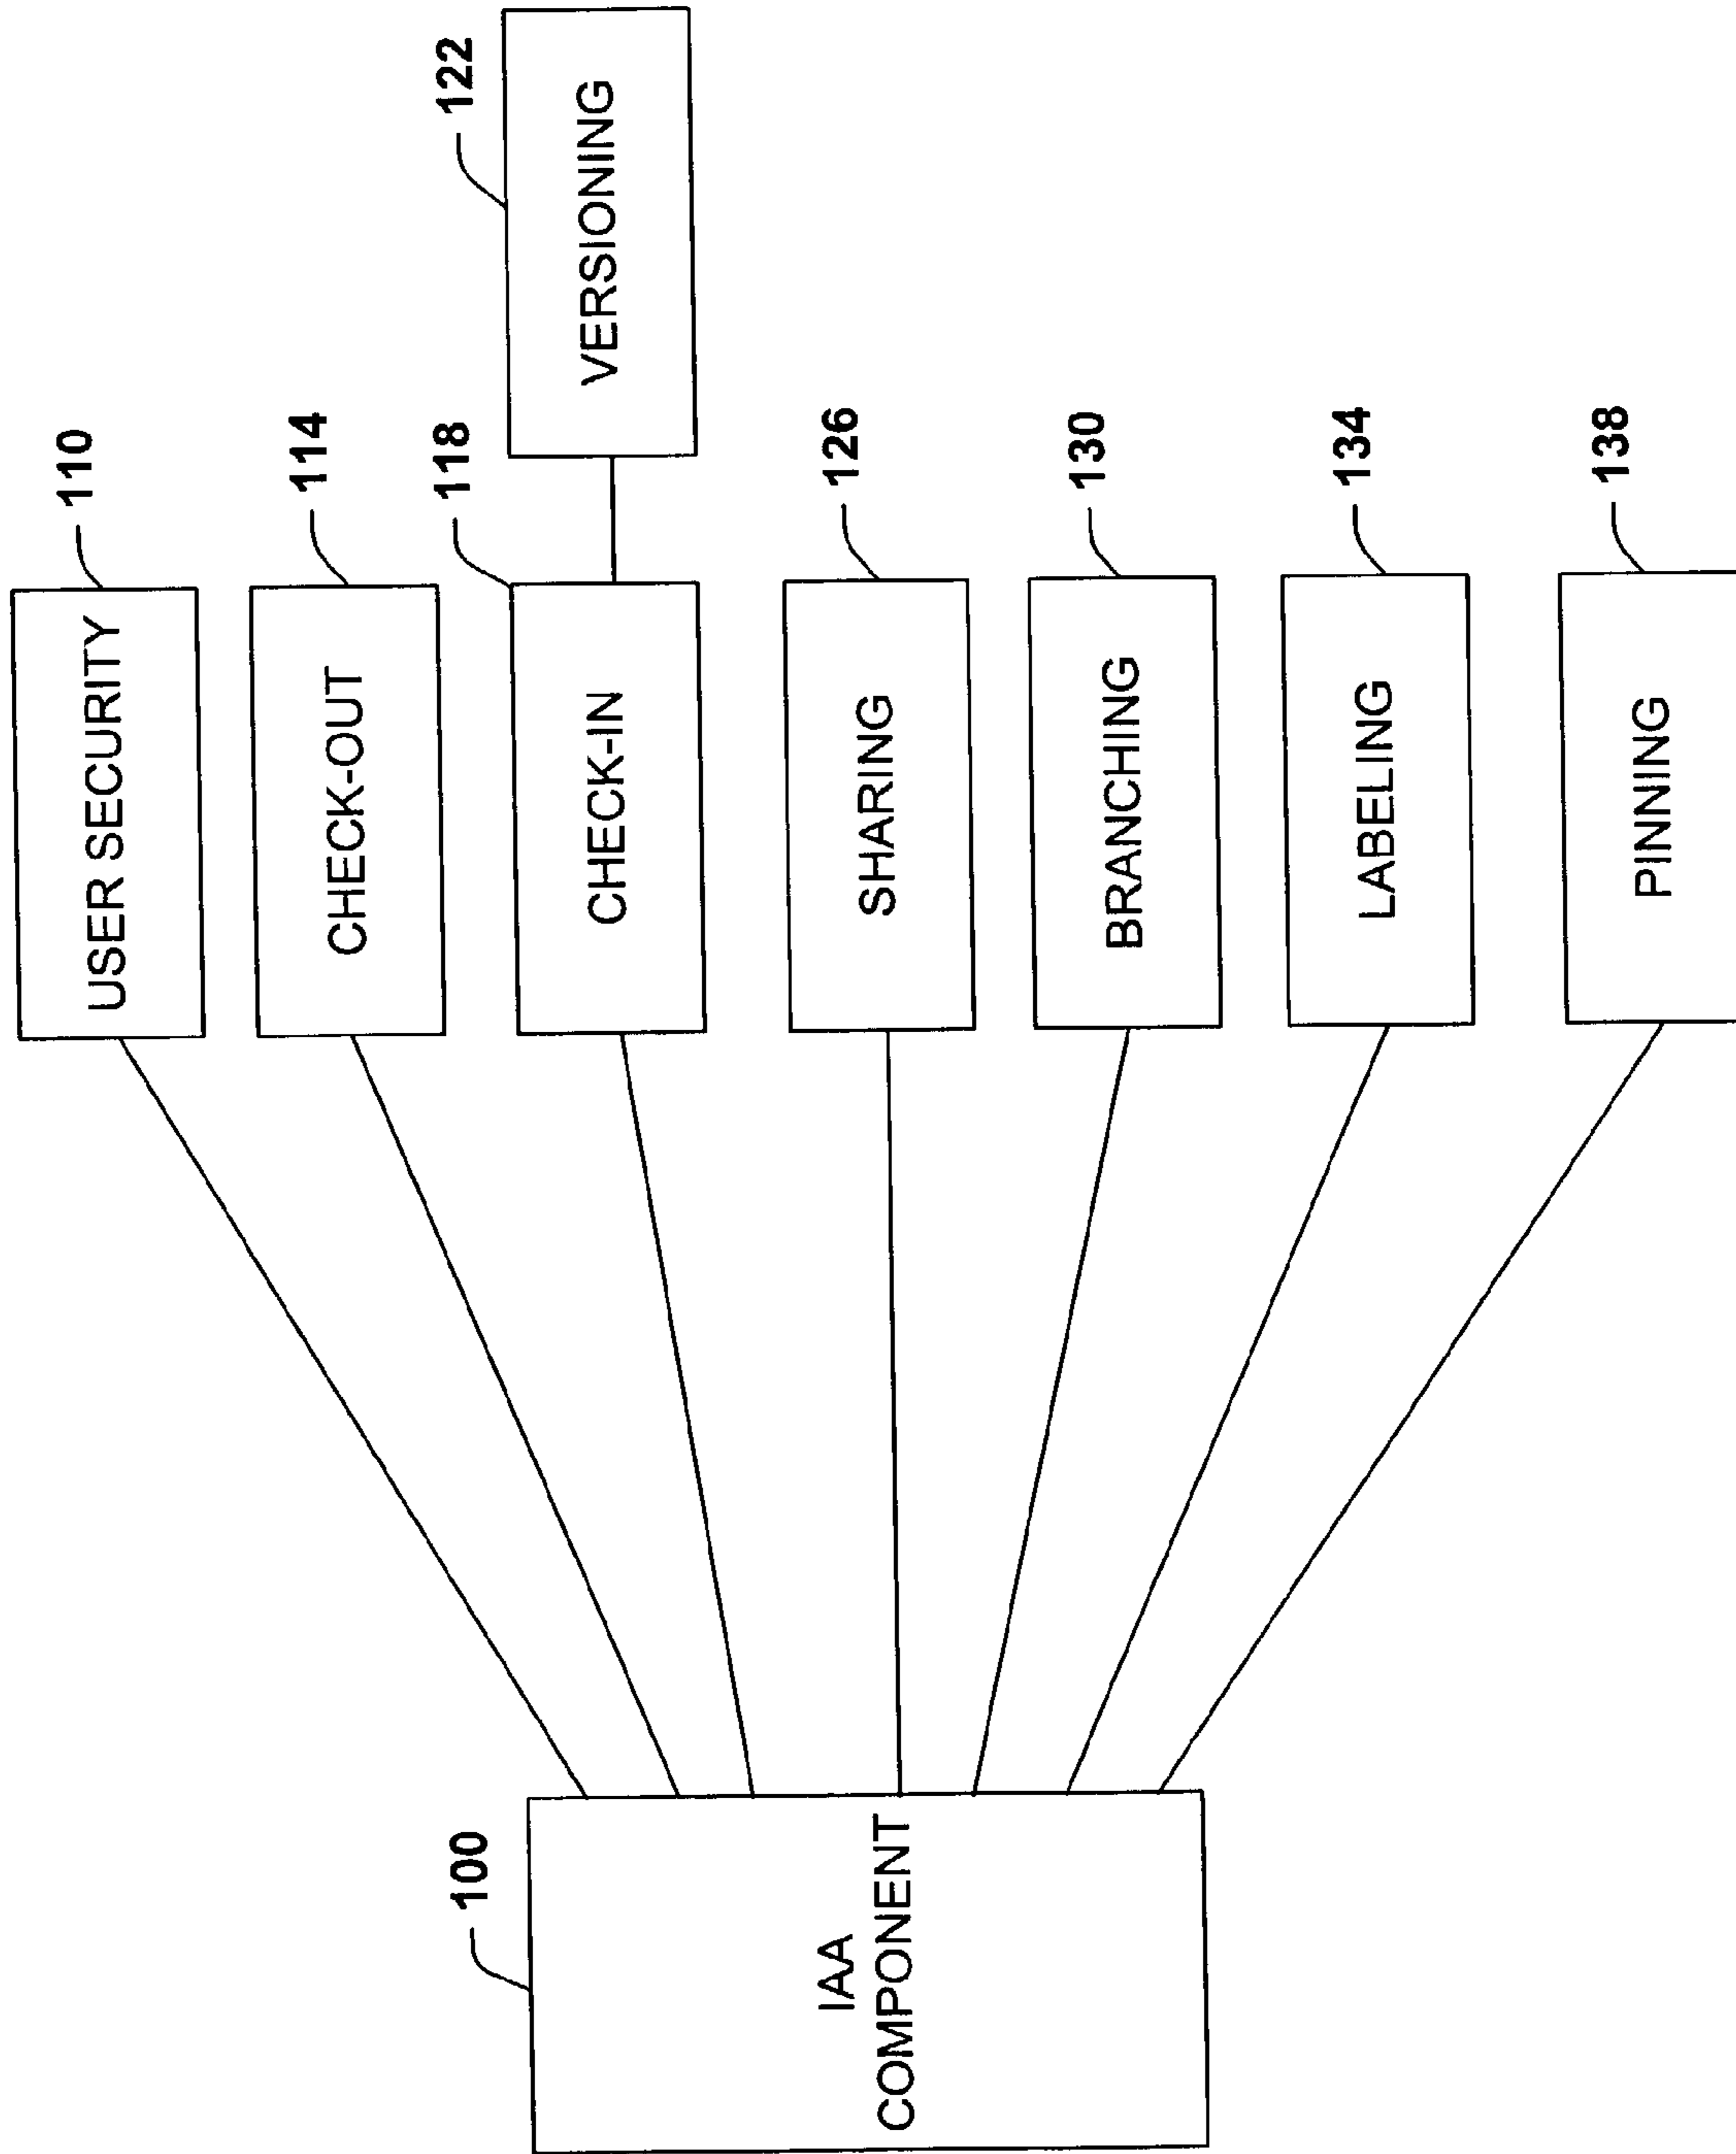 100
IAA
COMPONENT
110
USER SECURITY
114
CHECK-OUT
118
CHECK-IN
122
VERSIONING
126
SHARING
130
BRANCHING
134
LABELING
138
PINNING